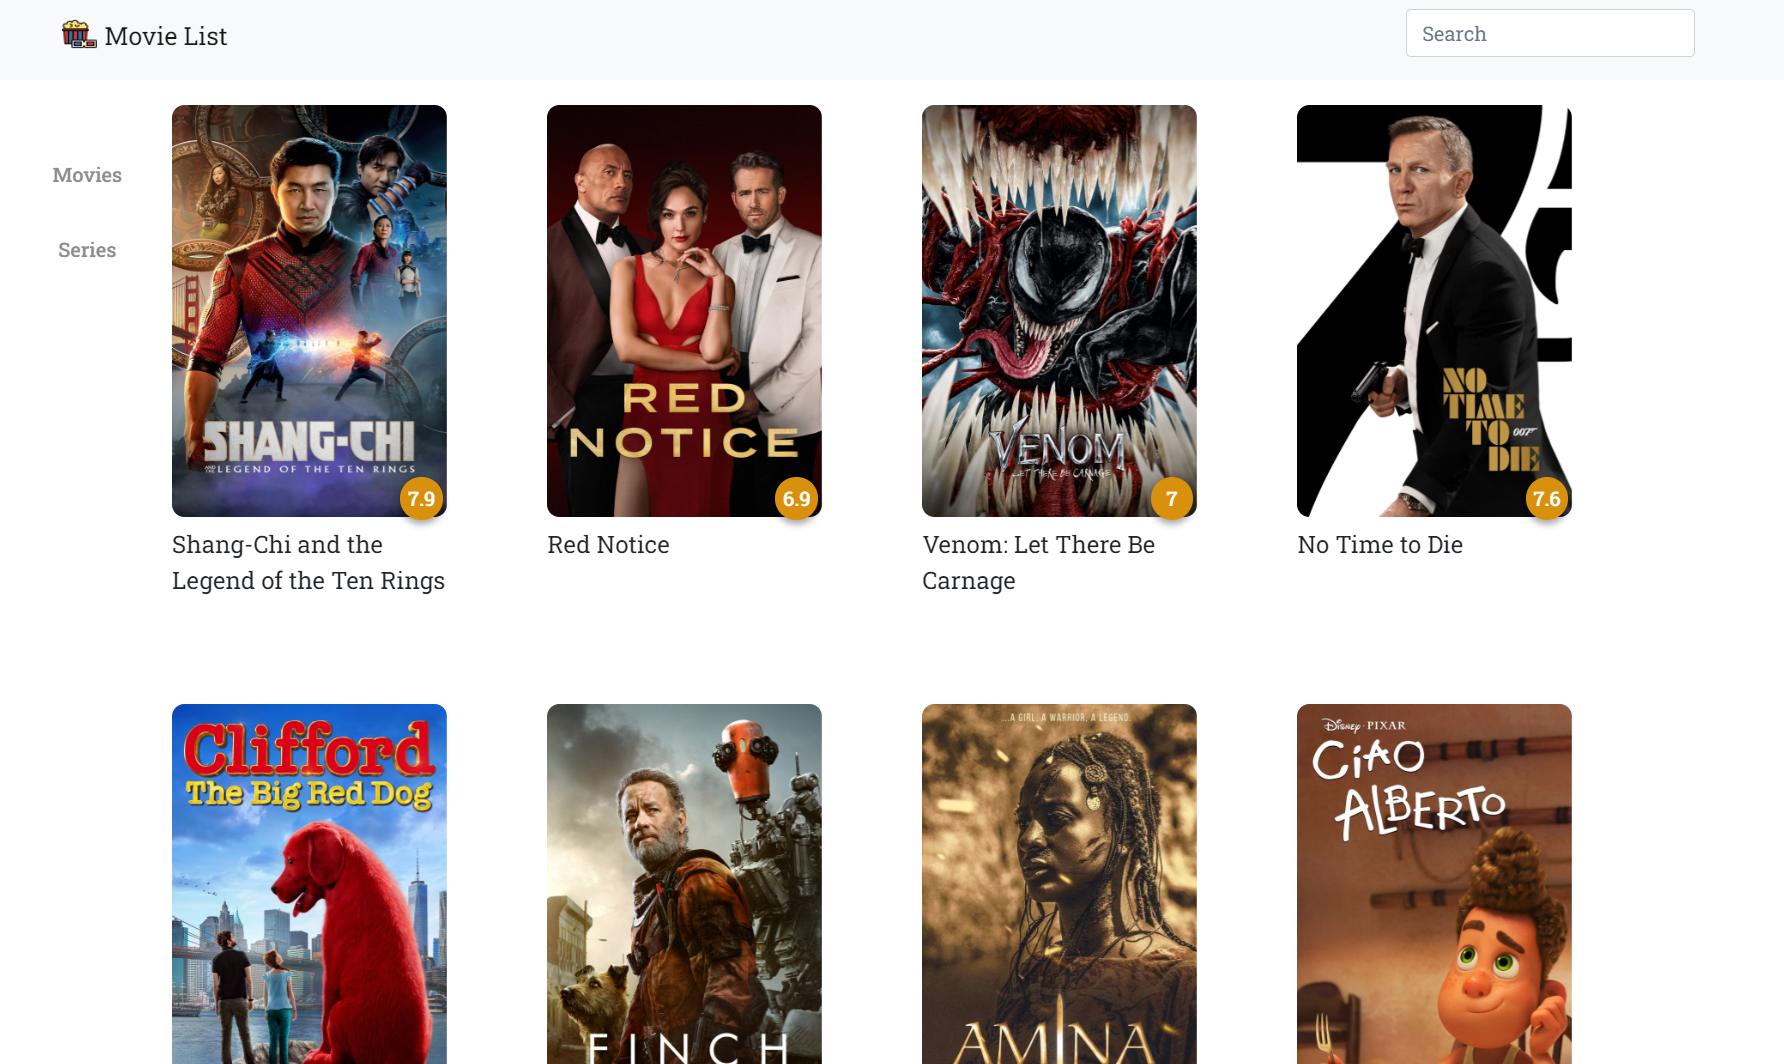 Movie List
Search
Movies
Series
SHANG-CHI
AND THE LEGEND OF THE TEN RINGS
7.9
Shang-Chi and the
Legend of the Ten Rings
RED
NOTICE
6.9
Red Notice
VENOM
LET THERE BE CARNAGE
7
Venom: Let There Be
Carnage
NO
TIME
TO 007
DIE
7.6
No Time to Die
Clifford
The Big Red Dog
FINCH
...A GIRL, A WARRIOR, A LEGEND.
AMINA
Disney · PIXAR
CiAO
ALBERTO